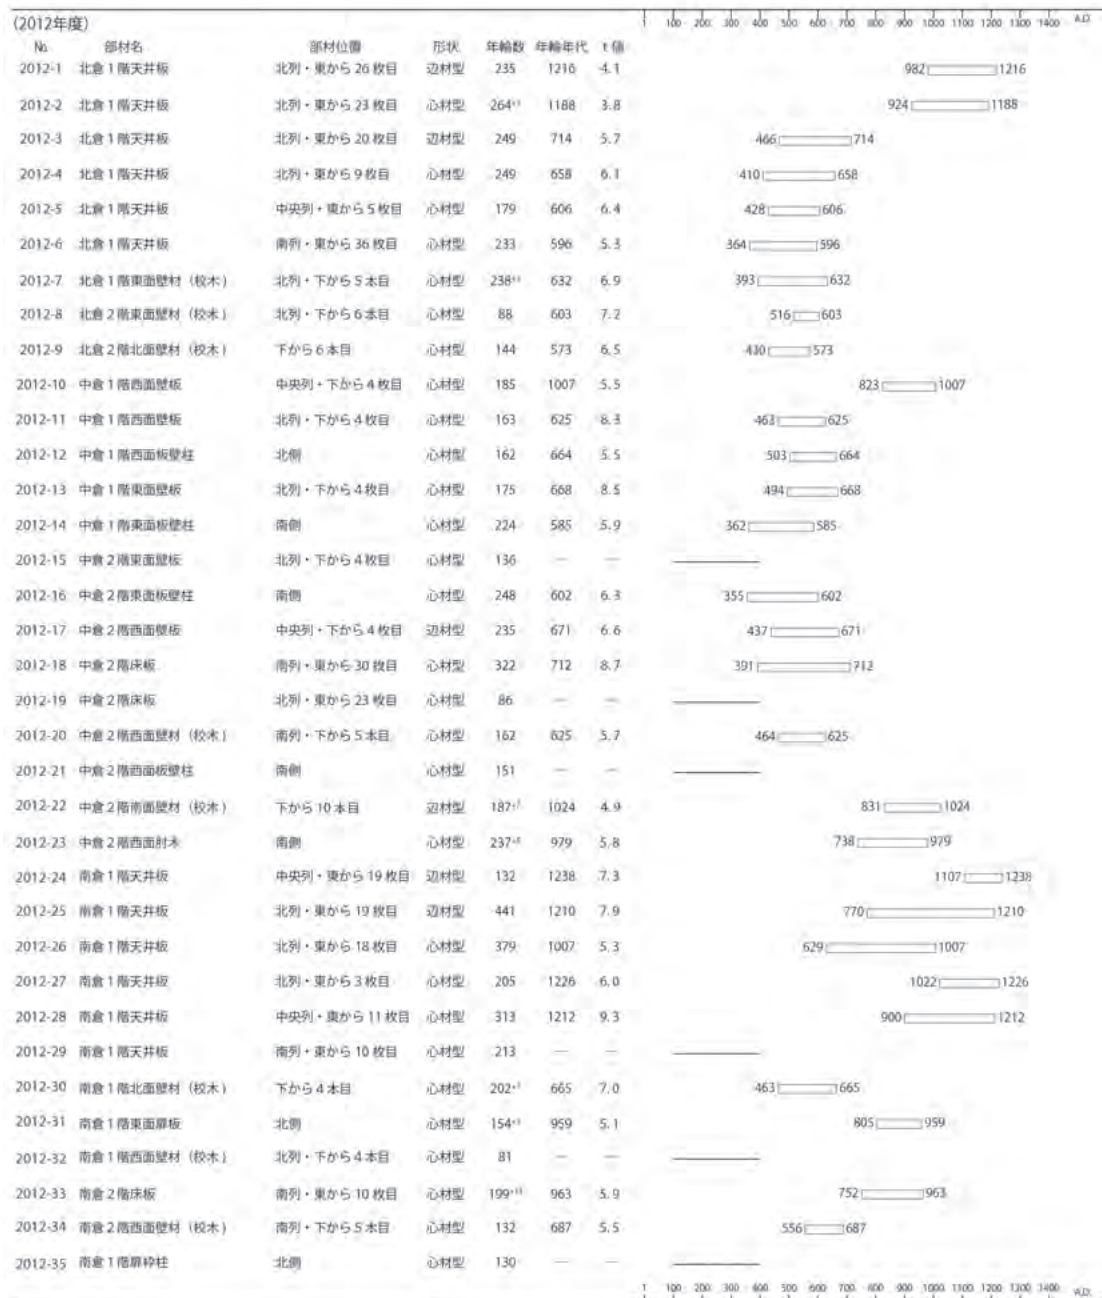 (2012年度)
1 100 200 300 400 500 600 700 800 900 1000 1100 1200 1300 1400 A.D.
No. 部材名 部材位置 形状 年輪数 年輪年代 t 値
2012-1 北倉1階天井板 北列・東から26枚目 辺材型 235 1216 4.1 982 1216
2012-2 北倉1階天井板 北列・東から23枚目 心材型 264+1 1188 3.8 924 1188
2012-3 北倉1階天井板 北列・東から20枚目 辺材型 249 714 5.7 466 714
2012-4 北倉1階天井板 北列・東から9枚目 心材型 249 658 6.1 410 658
2012-5 北倉1階天井板 中央列・東から5枚目 心材型 179 606 6.4 428 606
2012-6 北倉1階天井板 南列・東から36枚目 心材型 233 596 5.3 364 596
2012-7 北倉1階東面壁材(校木) 北列・下から5本目 心材型 238 632 6.9 393 632
2012-8 北倉2階東面壁材(校木) 北列・下から6本目 心材型 88 603 7.2 516 603
2012-9 北倉2階北面壁材(校木) 下から6本目 心材型 144 573 6.5 430 573
2012-10 中倉1階西面壁板 中央列・下から4枚目 心材型 185 1007 5.5 823 1007
2012-11 中倉1階西面壁板 北列・下から4枚目 心材型 163 625 8.3 463 625
2012-12 中倉1階西面板壁柱 北側 心材型 162 664 5.5 503 664
2012-13 中倉1階東面壁板 北列・下から4枚目 心材型 175 668 8.5 494 668
2012-14 中倉1階東面板壁柱 南側 心材型 224 585 5.9 362 585
2012-15 中倉2階東面壁板 北列・下から4枚目 心材型 136 — —
2012-16 中倉2階東面板壁柱 南側 心材型 248 602 6.3 355 602
2012-17 中倉2階西面壁板 中央列・下から4枚目 辺材型 235 671 6.6 437 671
2012-18 中倉2階床板 南列・東から30枚目 心材型 322 712 8.7 391 712
2012-19 中倉2階床板 北列・東から23枚目 心材型 86 — —
2012-20 中倉2階西面壁材(校木) 南列・下から5本目 心材型 162 625 5.7 464 625
2012-21 中倉2階西面板壁柱 南側 心材型 151 — —
2012-22 中倉2階南面壁材(校木) 下から10本目 辺材型 187 1024 4.9 831 1024
2012-23 中倉2階西面肘木 南側 心材型 237 979 5.8 738 979
2012-24 南倉1階天井板 中央列・東から19枚目 辺材型 132 1238 7.3 1107 1238
2012-25 南倉1階天井板 北列・東から19枚目 辺材型 441 1210 7.9 770 1210
2012-26 南倉1階天井板 北列・東から18枚目 心材型 379 1007 5.3 629 1007
2012-27 南倉1階天井板 北列・東から3枚目 心材型 205 1226 6.0 1022 1226
2012-28 南倉1階天井板 中央列・東から11枚目 心材型 313 1212 9.3 900 1212
2012-29 南倉1階天井板 南列・東から10枚目 心材型 213 — —
2012-30 南倉1階北面壁材(校木) 下から4本目 心材型 202 665 7.0 463 665
2012-31 南倉1階東面扉板 北側 心材型 154 959 5.1 805 959
2012-32 南倉1階西面壁材(校木) 北列・下から4本目 心材型 81 — —
2012-33 南倉2階床板 南列・東から10枚目 心材型 199 963 5.9 752 963
2012-34 南倉2階西面壁材(校木) 南列・下から5本目 心材型 132 687 5.5 556 687
2012-35 南倉1階扉枠柱 北側 心材型 130 — —
1 100 200 300 400 500 600 700 800 900 1000 1100 1200 1300 1400 A.D.